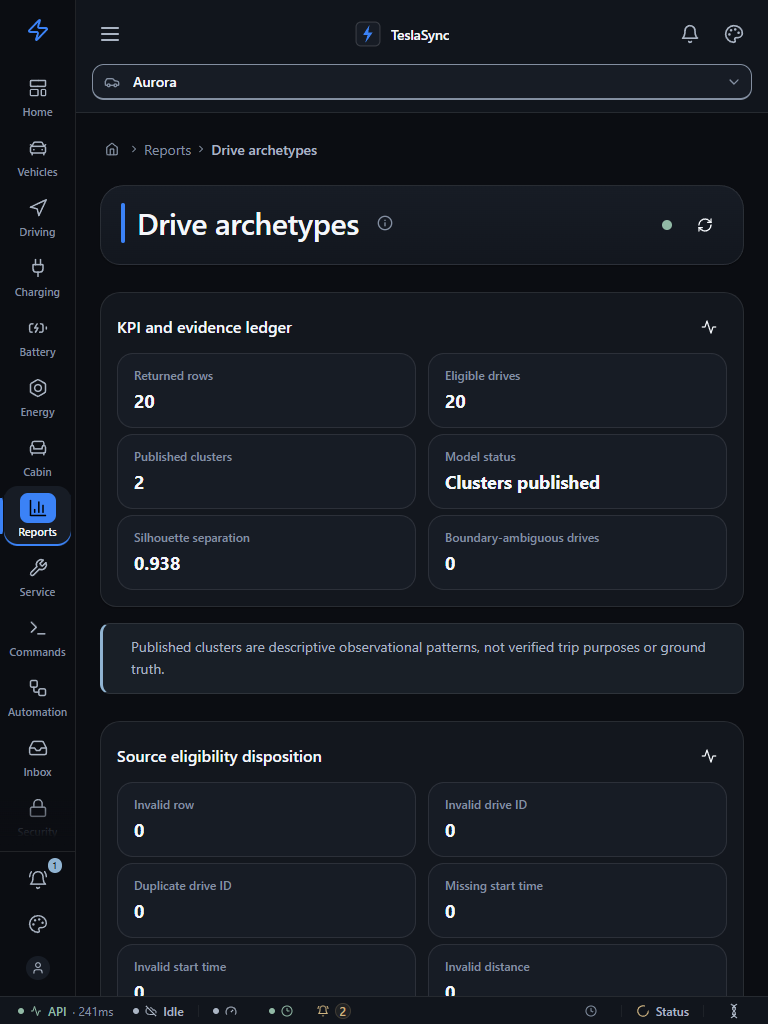 TeslaSync
Aurora
Home
Vehicles
Driving
Charging
Battery
Energy
Cabin
Reports
Service
Commands
Automation
Inbox
Security
1
Reports
Drive archetypes
Drive archetypes
KPI and evidence ledger
Returned rows
20
Eligible drives
20
Published clusters
2
Model status
Clusters published
Silhouette separation
0.938
Boundary-ambiguous drives
0
Published clusters are descriptive observational patterns, not verified trip purposes or ground
truth.
Source eligibility disposition
Invalid row
0
Invalid drive ID
0
Duplicate drive ID
0
Missing start time
0
Invalid start time
0
Invalid distance
0
API · 241ms
Idle
2
Status